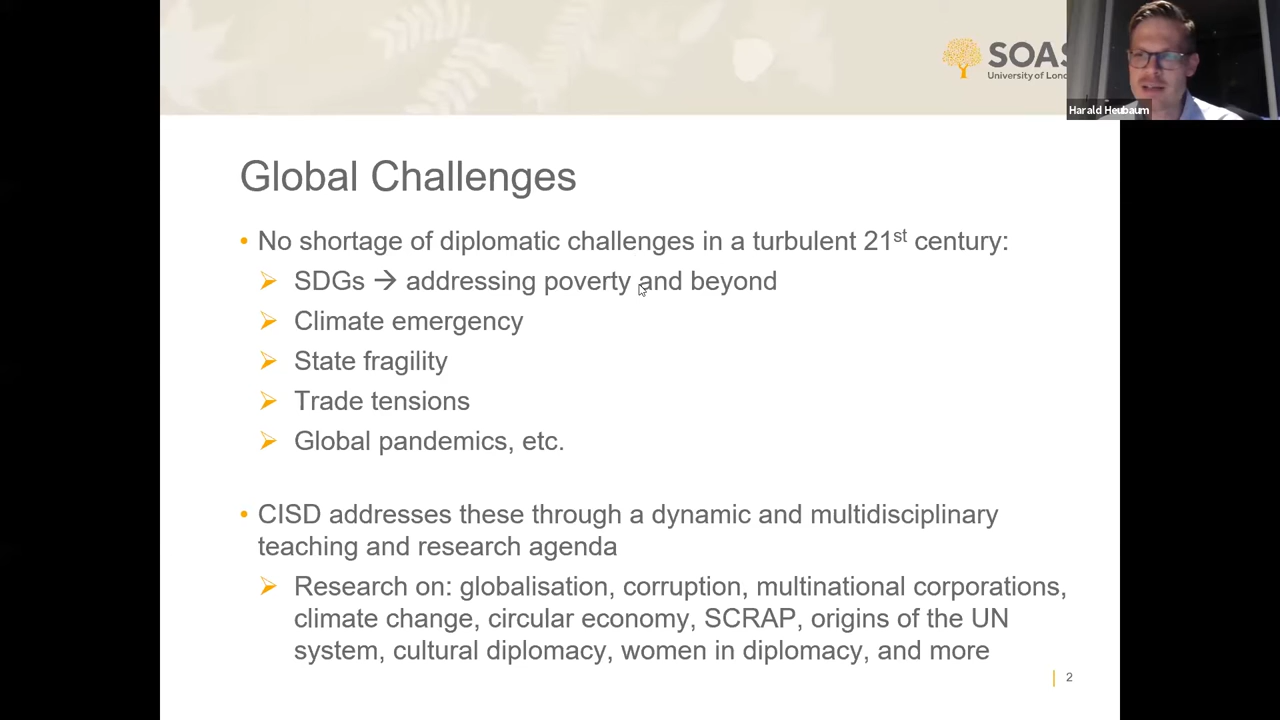 SOAS
University of Lond
Harald Heubaum
Global Challenges
• No shortage of diplomatic challenges in a turbulent 21st century:
➢ SDGs → addressing poverty and beyond
➢ Climate emergency
➢ State fragility
➢ Trade tensions
➢ Global pandemics, etc.
• CISD addresses these through a dynamic and multidisciplinary
teaching and research agenda
➢ Research on: globalisation, corruption, multinational corporations,
climate change, circular economy, SCRAP, origins of the UN
system, cultural diplomacy, women in diplomacy, and more
2